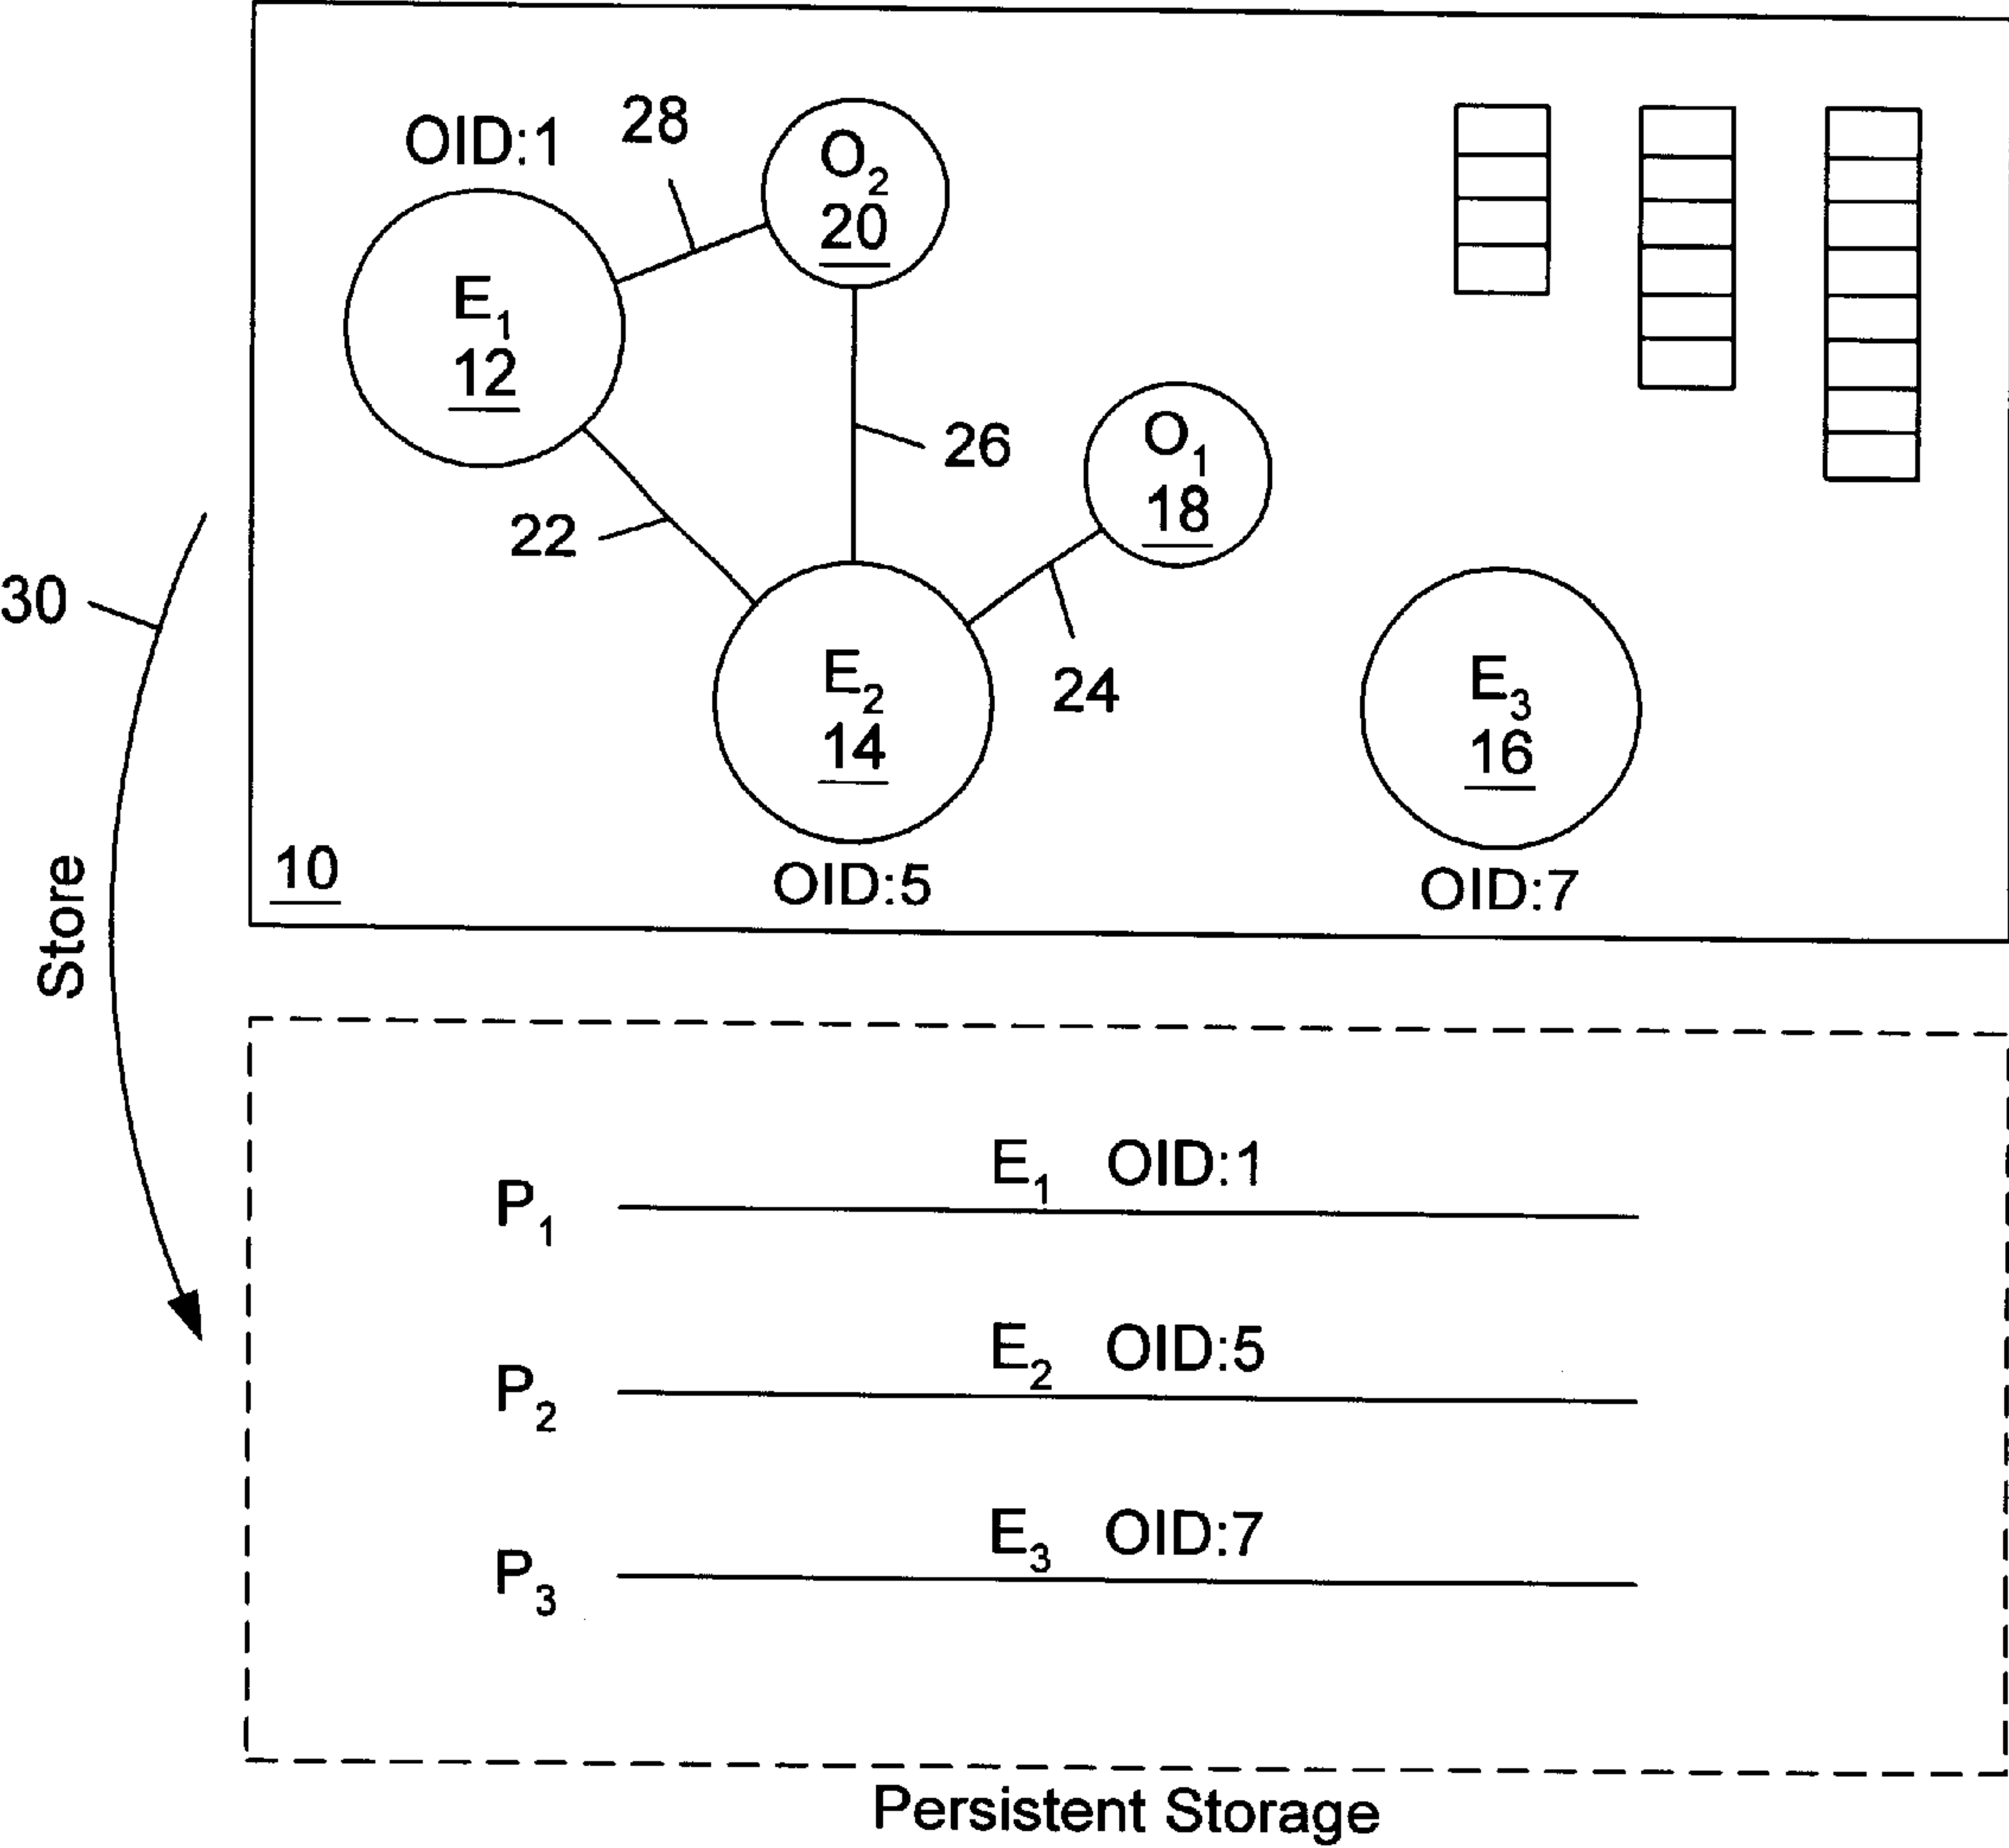 OID:1
28
O₂
20
E₁
12
26
O₁
18
22
30
24
E₂
14
E₃
16
10
OID:5
OID:7
Store
E₁ OID:1
P₁
E₂ OID:5
P₂
E₃ OID:7
P₃
Persistent Storage